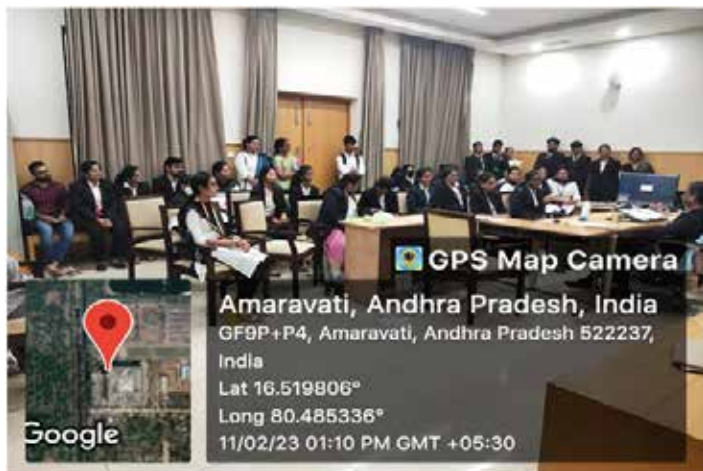 GPS Map Camera
Amaravati, Andhra Pradesh, India
GF9P+P4, Amaravati, Andhra Pradesh 522237,
India
Lat 16.519806°
Long 80.485336°
11/02/23 01:10 PM GMT +05:30
Google